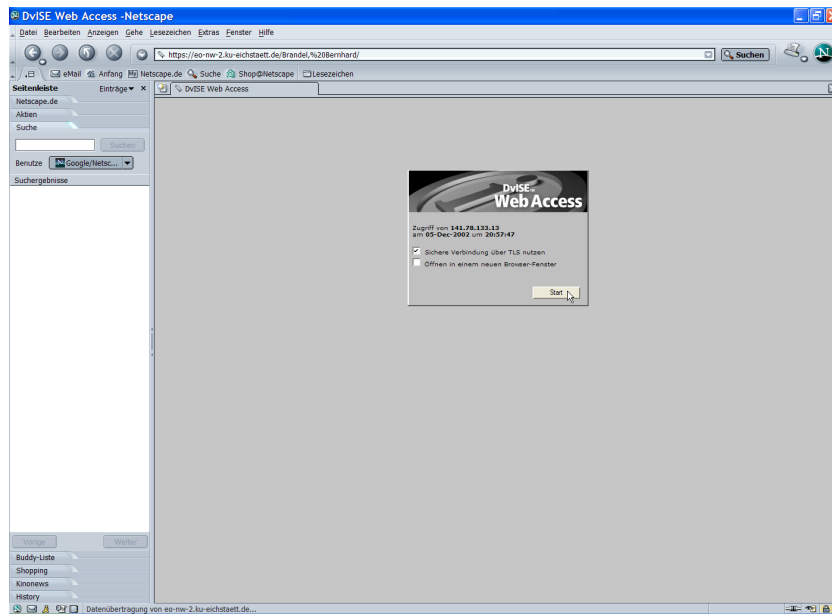 DvISE Web Access -Netscape
Datei Bearbeiten Anzeigen Gehe Lesezeichen Extras Fenster Hilfe
https://eo-nw-2.ku-eichstaett.de/Brandel,%20Bernhard/ Suchen
eMail Anfang Netscape.de Suche Shop@Netscape Lesezeichen
Seitenleiste Einträge
DvISE Web Access
Netscape.de
Aktien
Suche
Suchen
Benutze Google/Netsc...
Suchergebnisse
DvISE
Web Access
Zugriff von 141.78.133.13
am 05-Dec-2002 um 20:57:47
Sichere Verbindung über TLS nutzen
Öffnen in einem neuen Browser-Fenster
Start
Vorige Weiter
Buddy-Liste
Shopping
Kinonews
History
Datenübertragung von eo-nw-2.ku-eichstaett.de...